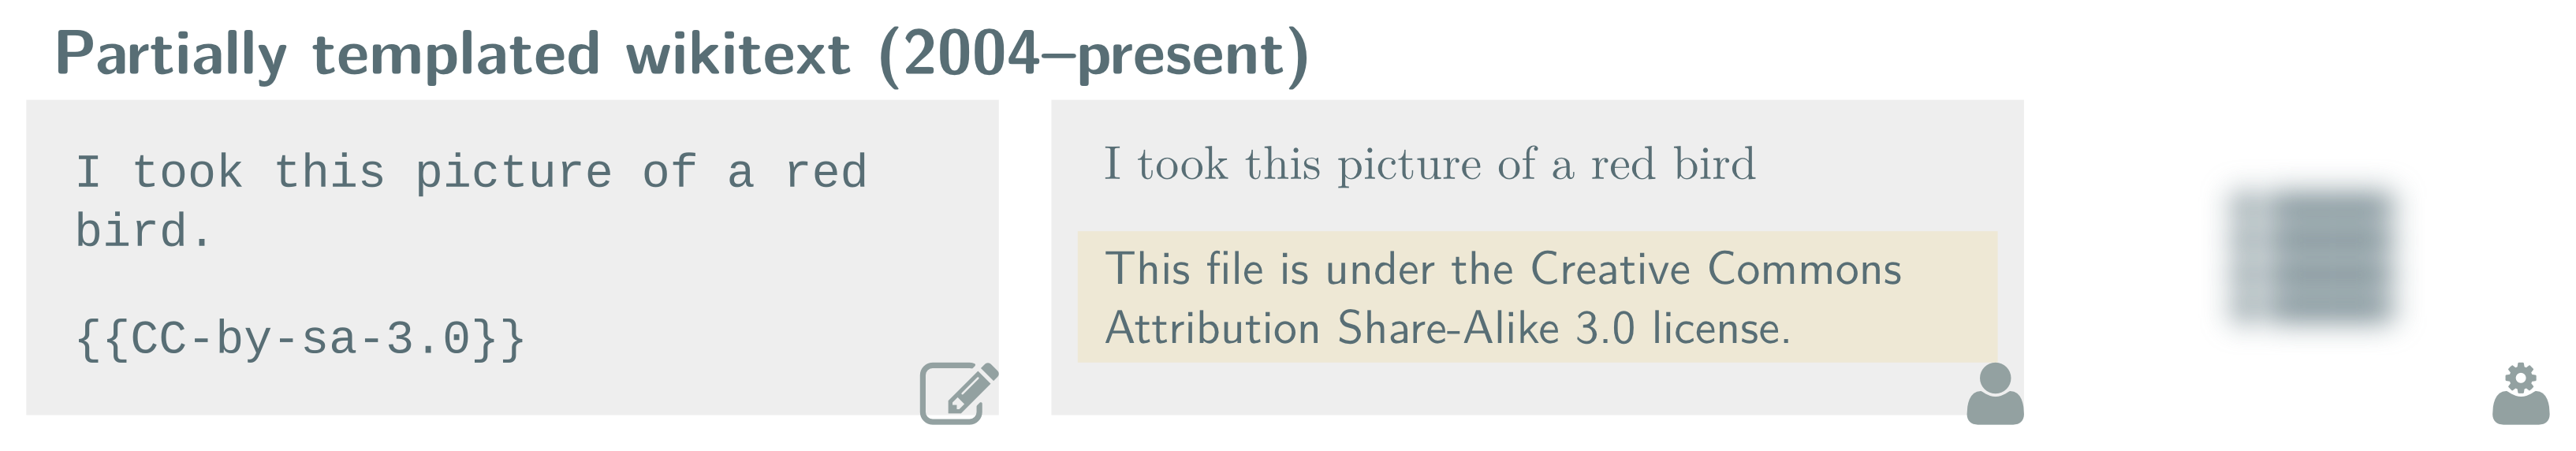 Partially templated wikitext (2004–present)
I took this picture of a red
bird.
{{CC-by-sa-3.0}}
I took this picture of a red bird
This file is under the Creative Commons
Attribution Share-Alike 3.0 license.